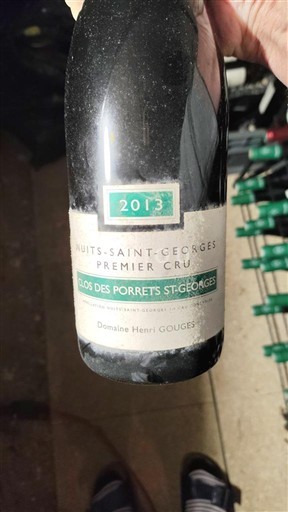 2013
NUITS-SAINT-GEORGES
PREMIER CRU
CLOS DES PORRETS ST-GEORGES
Domaine Henri GOUGES